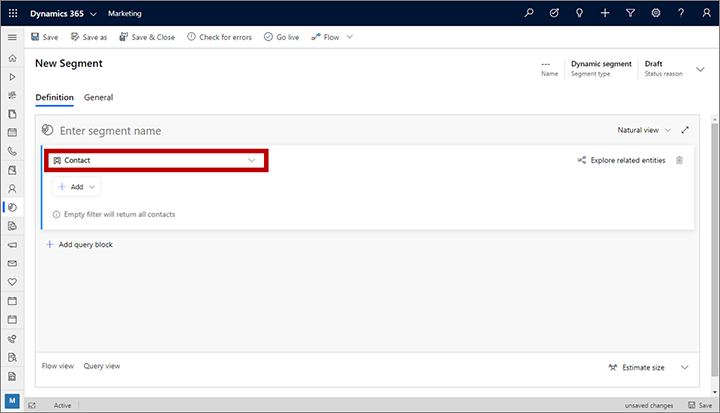 Dynamics 365 Marketing
Save Save as Save & Close Check for errors Go live Flow
New Segment
--- Dynamic segment Draft
Name Segment type Status reason
Definition General
Enter segment name Natural view
Contact Explore related entities
+ Add
Empty filter will return all contacts
+ Add query block
Flow view Query view Estimate size
M Active unsaved changes Save